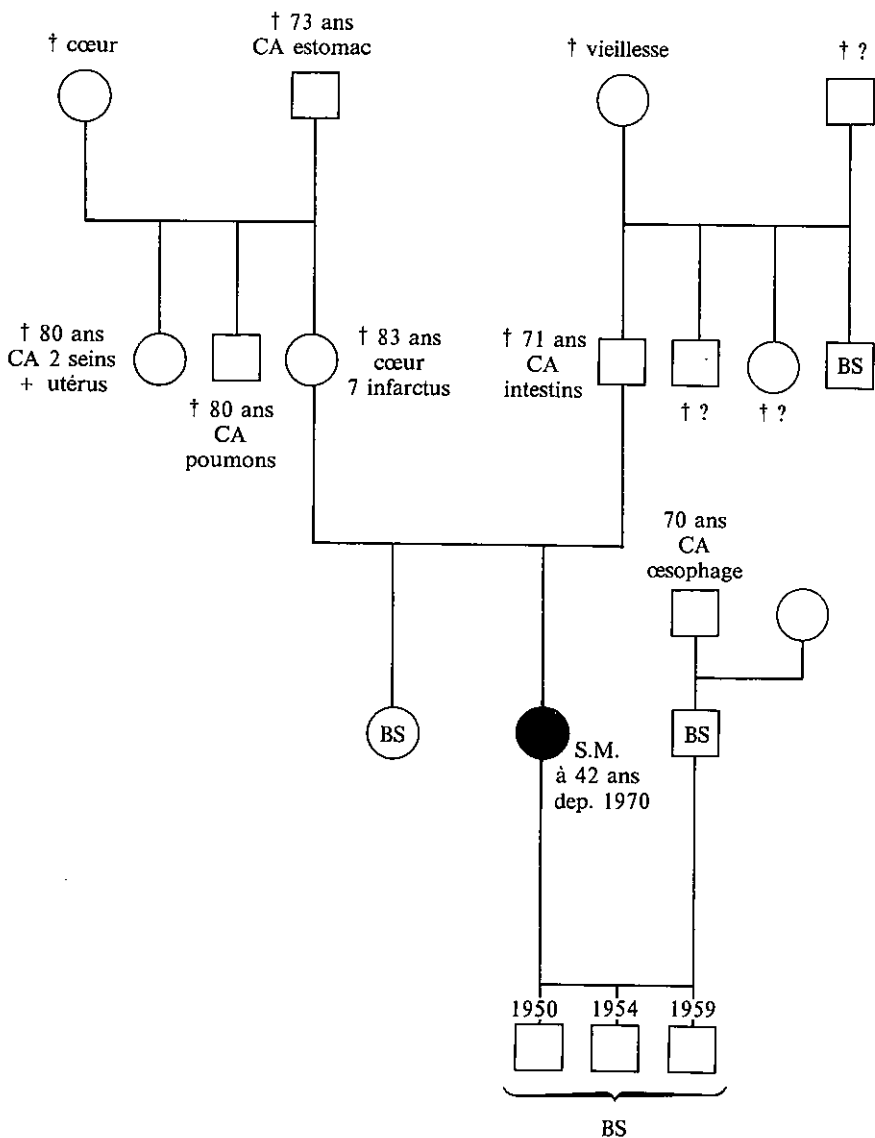 † cœur
† 73 ans
CA estomac
† vieillesse
† ?
† 80 ans
CA 2 seins
+ utérus
† 80 ans
CA
poumons
† 83 ans
cœur
7 infarctus
† 71 ans
CA
intestins
† ?
† ?
BS
70 ans
CA
œsophage
BS
S.M.
à 42 ans
dep. 1970
BS
1950 1954 1959
BS